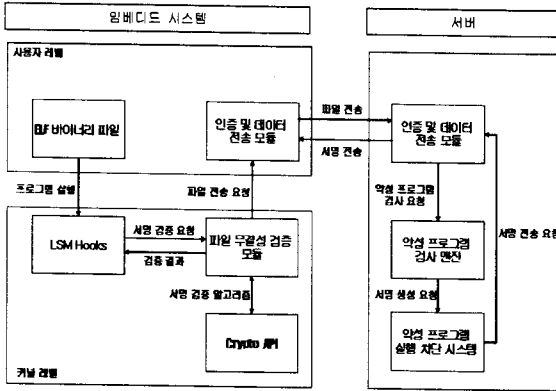 임베디드 시스템
서버
사용자 레벨
ELF 바이너리 파일
인증 및 데이터
전송 모듈
파일 전송
서명 전송
인증 및 데이터
전송 모듈
프로그램 실행
파일 전송 요청
악성 프로그램
검사 요청
LSM Hooks
서명 검증 요청
검증 결과
파일 무결성 검증
모듈
악성 프로그램
검사 엔진
서명 전송 요청
서명 검증 알고리즘
서명 생성 요청
Crypto API
악성 프로그램
실행 차단 시스템
커널 레벨